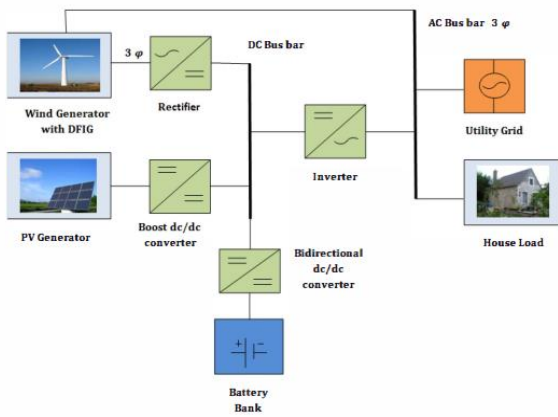 AC Bus bar 3 φ
DC Bus bar
3 φ
Wind Generator
with DFIG
Rectifier
Utility Grid
Inverter
PV Generator
Boost dc/dc
converter
House Load
Bidirectional
dc/dc
converter
+ −
Battery
Bank